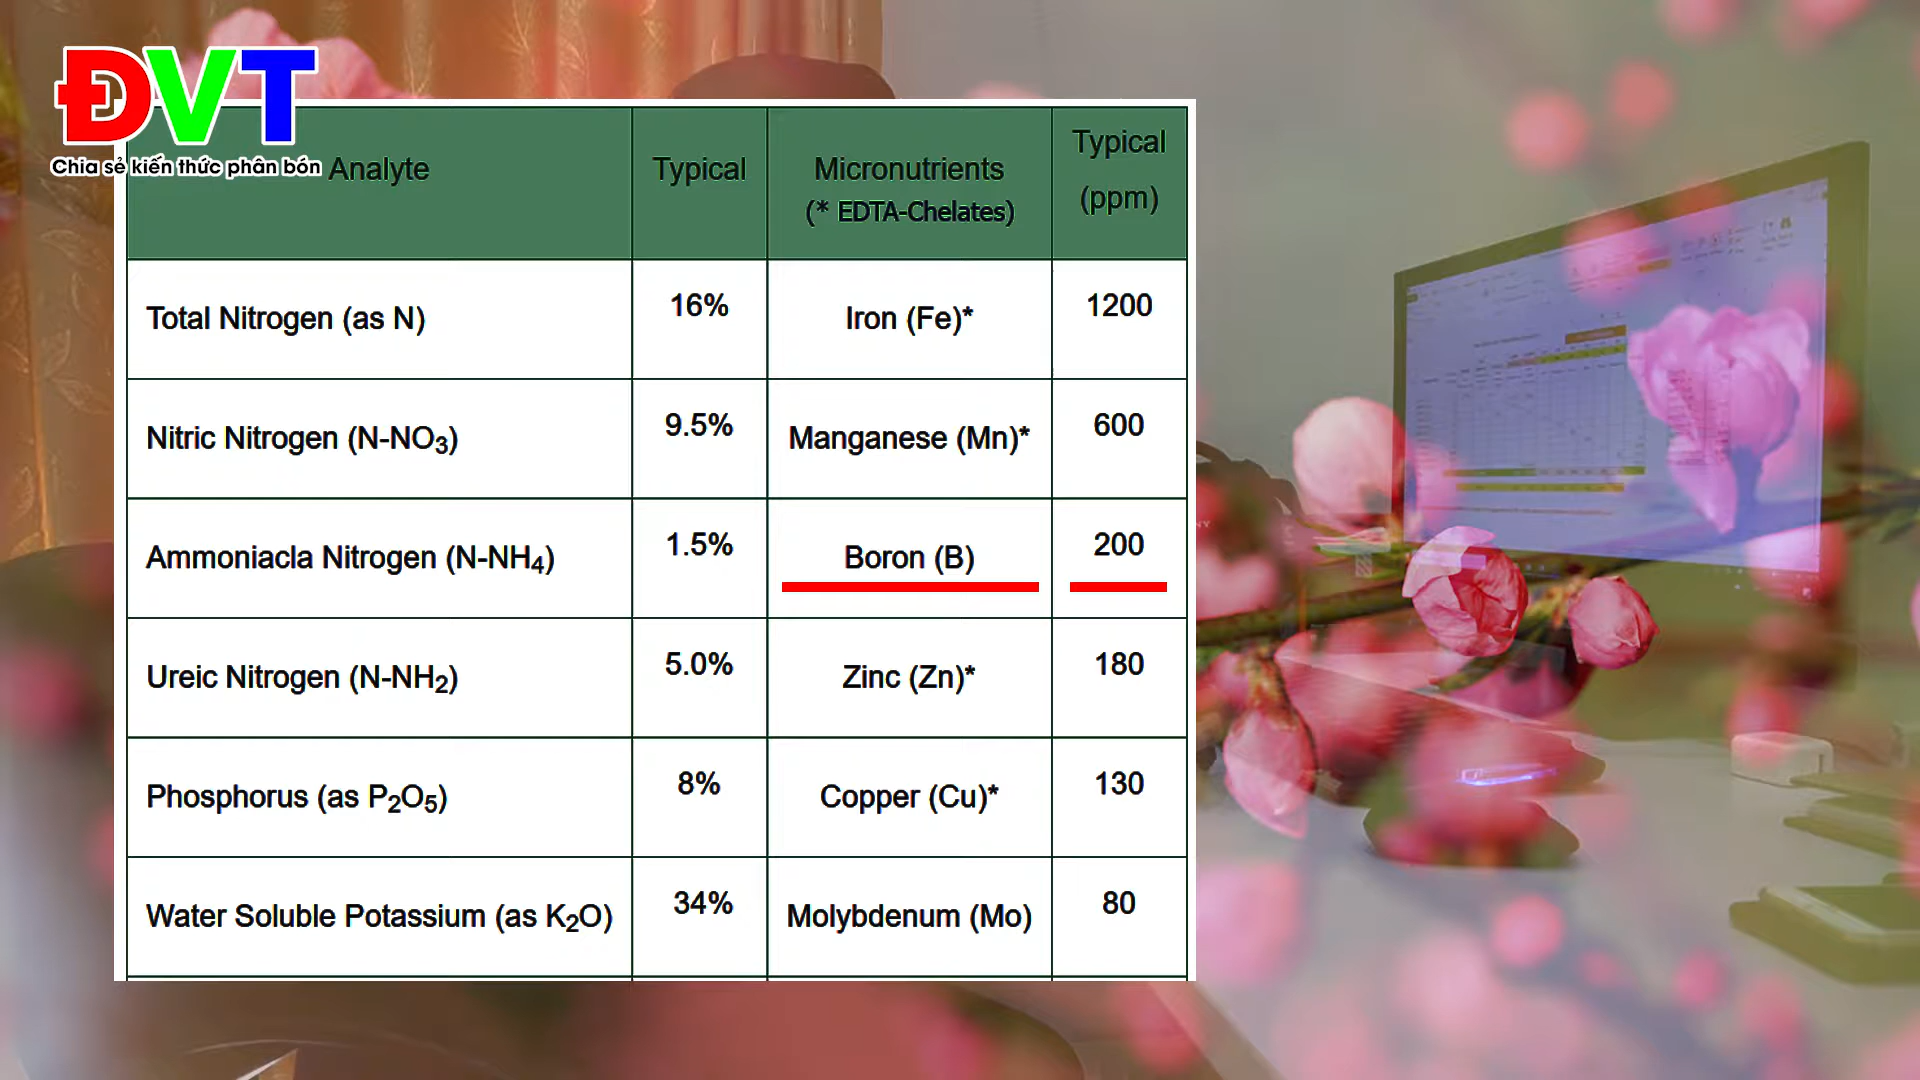 ĐVT
Chia sẻ kiến thức phân bón
Analyte Typical Micronutrients (* EDTA-Chelates) Typical (ppm)
Total Nitrogen (as N) 16% Iron (Fe)* 1200
Nitric Nitrogen (N-NO₃) 9.5% Manganese (Mn)* 600
Ammoniacla Nitrogen (N-NH₄) 1.5% Boron (B) 200
Ureic Nitrogen (N-NH₂) 5.0% Zinc (Zn)* 180
Phosphorus (as P₂O₅) 8% Copper (Cu)* 130
Water Soluble Potassium (as K₂O) 34% Molybdenum (Mo) 80